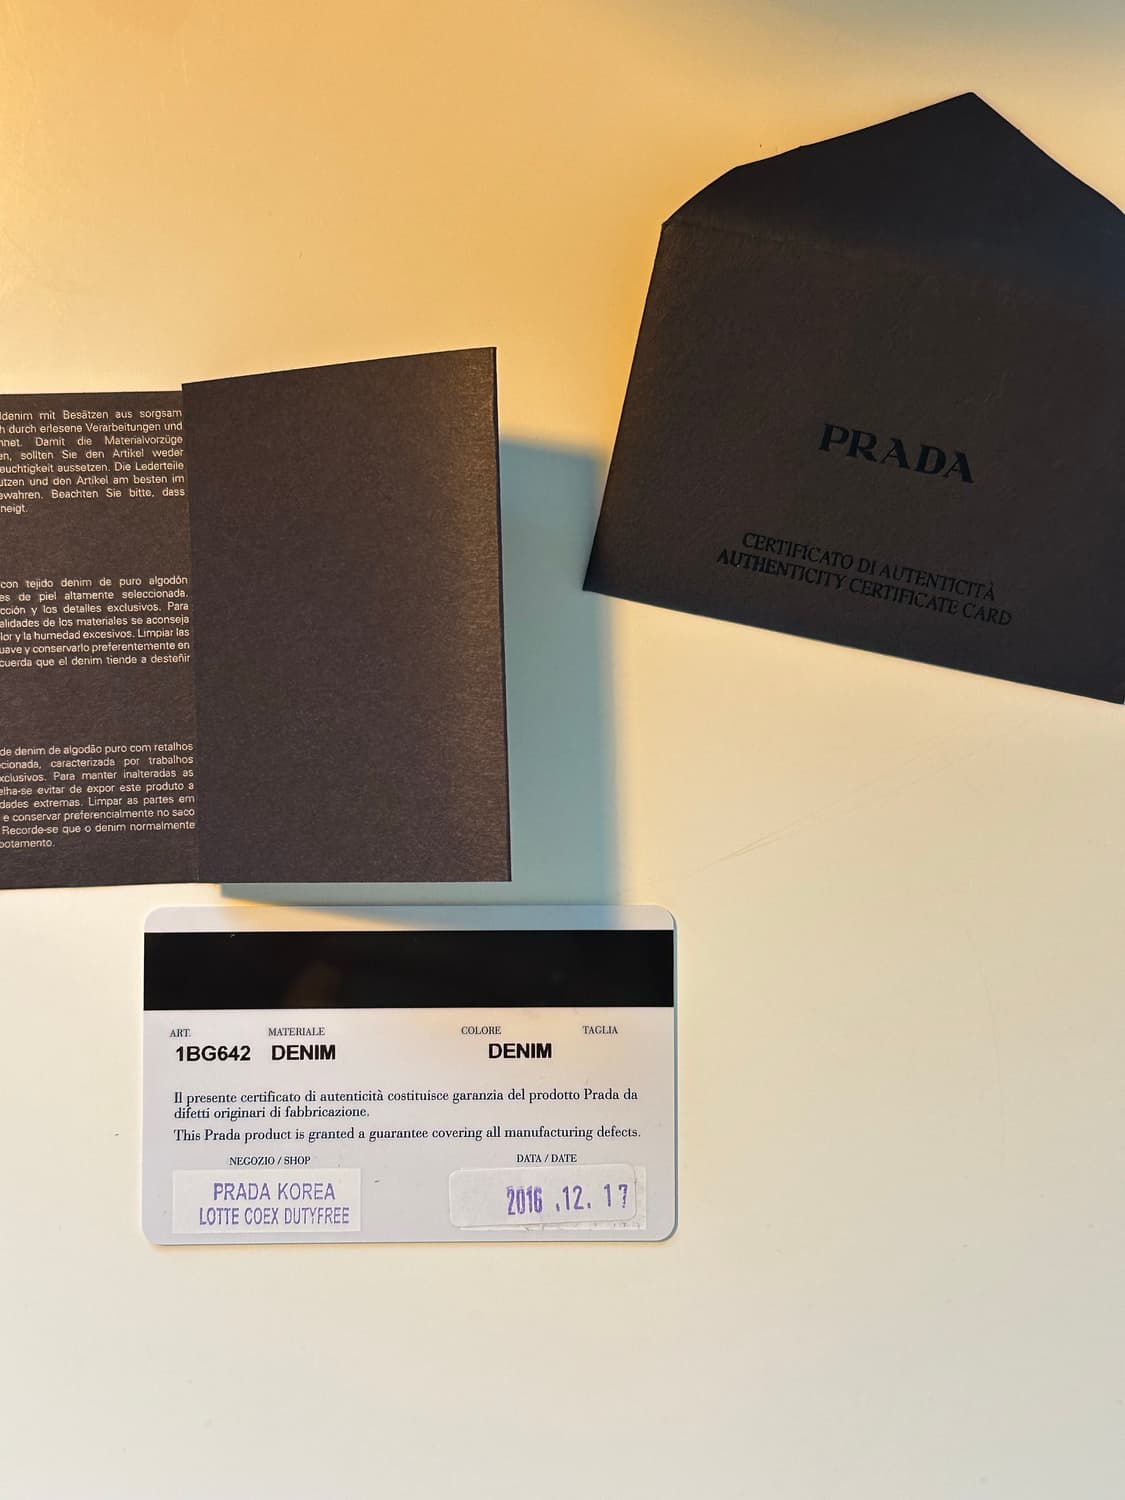 PRADA
CERTIFICATO DI AUTENTICITÀ
AUTHENTICITY CERTIFICATE CARD
denim mit Besätzen aus sorgsam
h durch erlesene Verarbeitungen und
Damit die Materialvorzüge
sollten Sie den Artikel weder
aussetzen. Die Lederteile
und den Artikel am besten im
Beachten Sie bitte, dass
neigt.
con tejido denim de puro algodón
es de piel altamente seleccionada.
cción y los detalles exclusivos. Para
alidades de los materiales se aconseja
lor y la humedad excesivos. Limpiar las
uave y conservarlo preferentemente en
cuerda que el denim tiende a desteñir
de denim de algodão puro com retalhos
cionada, caracterizada por trabalhos
xclusivos. Para manter inalteradas as
elha-se evitar de expor este produto a
dades extremas. Limpar as partes em
e conservar preferencialmente no saco
Recorde-se que o denim normalmente
botamento.
ART. MATERIALE COLORE TAGLIA
1BG642 DENIM DENIM
Il presente certificato di autenticità costituisce garanzia del prodotto Prada da
difetti originari di fabbricazione.
This Prada product is granted a guarantee covering all manufacturing defects.
NEGOZIO / SHOP DATA / DATE
PRADA KOREA
LOTTE COEX DUTYFREE
2016 .12. 17